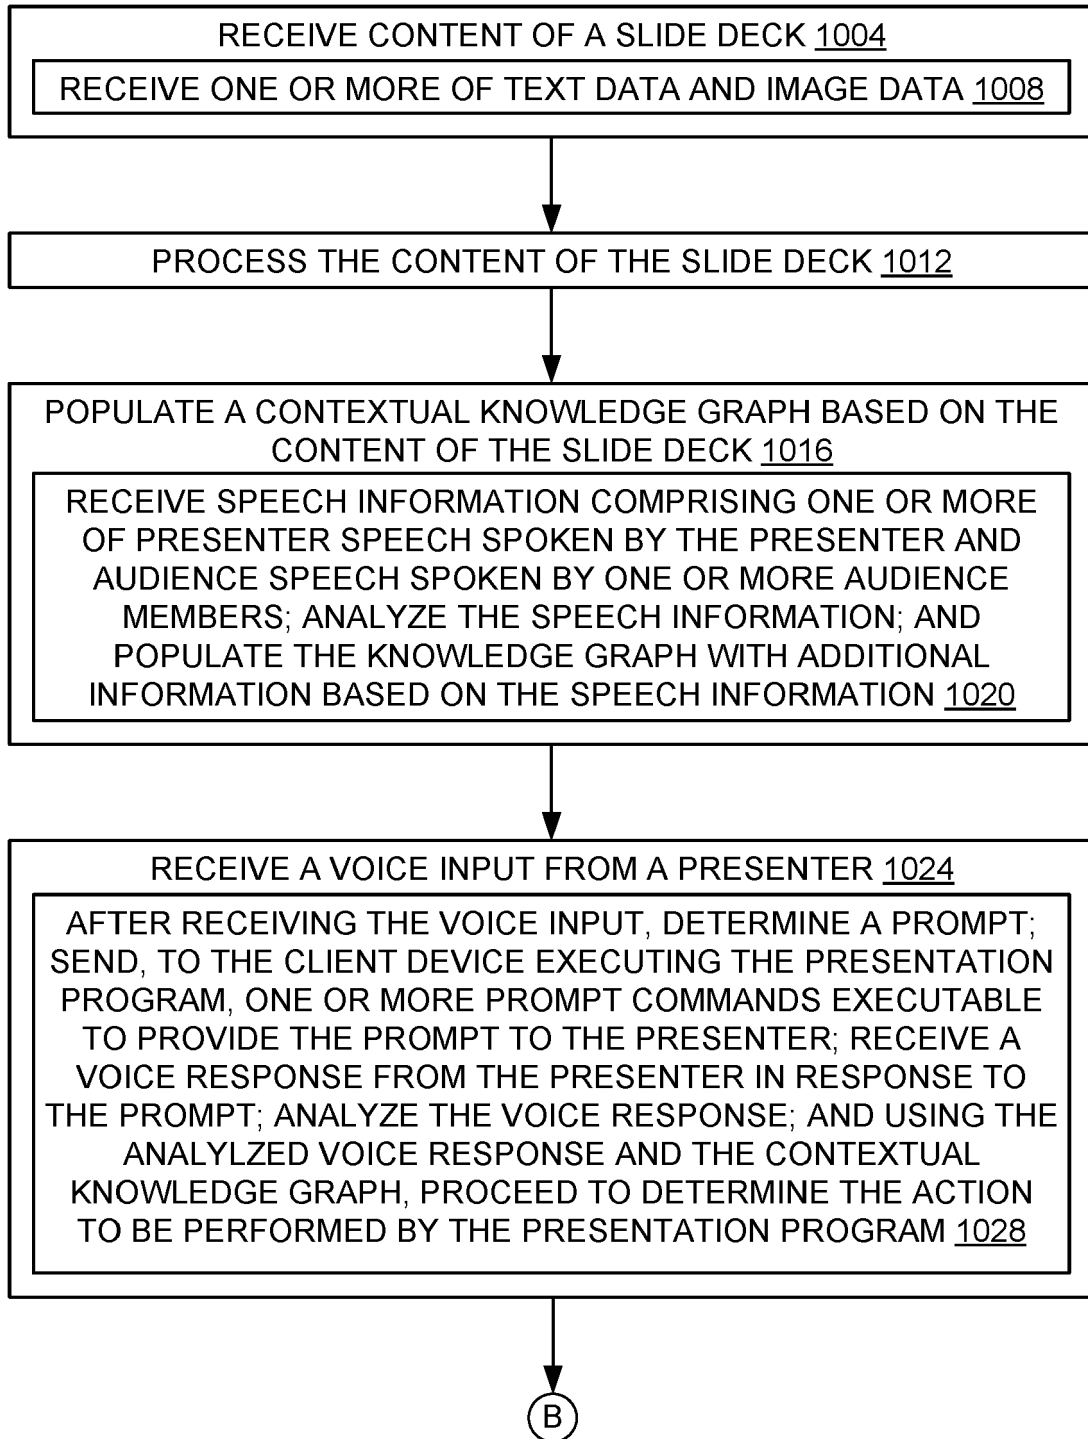 RECEIVE CONTENT OF A SLIDE DECK 1004
RECEIVE ONE OR MORE OF TEXT DATA AND IMAGE DATA 1008
PROCESS THE CONTENT OF THE SLIDE DECK 1012
POPULATE A CONTEXTUAL KNOWLEDGE GRAPH BASED ON THE
CONTENT OF THE SLIDE DECK 1016
RECEIVE SPEECH INFORMATION COMPRISING ONE OR MORE
OF PRESENTER SPEECH SPOKEN BY THE PRESENTER AND
AUDIENCE SPEECH SPOKEN BY ONE OR MORE AUDIENCE
MEMBERS; ANALYZE THE SPEECH INFORMATION; AND
POPULATE THE KNOWLEDGE GRAPH WITH ADDITIONAL
INFORMATION BASED ON THE SPEECH INFORMATION 1020
RECEIVE A VOICE INPUT FROM A PRESENTER 1024
AFTER RECEIVING THE VOICE INPUT, DETERMINE A PROMPT;
SEND, TO THE CLIENT DEVICE EXECUTING THE PRESENTATION
PROGRAM, ONE OR MORE PROMPT COMMANDS EXECUTABLE
TO PROVIDE THE PROMPT TO THE PRESENTER; RECEIVE A
VOICE RESPONSE FROM THE PRESENTER IN RESPONSE TO
THE PROMPT; ANALYZE THE VOICE RESPONSE; AND USING THE
ANALYLZED VOICE RESPONSE AND THE CONTEXTUAL
KNOWLEDGE GRAPH, PROCEED TO DETERMINE THE ACTION
TO BE PERFORMED BY THE PRESENTATION PROGRAM 1028
B